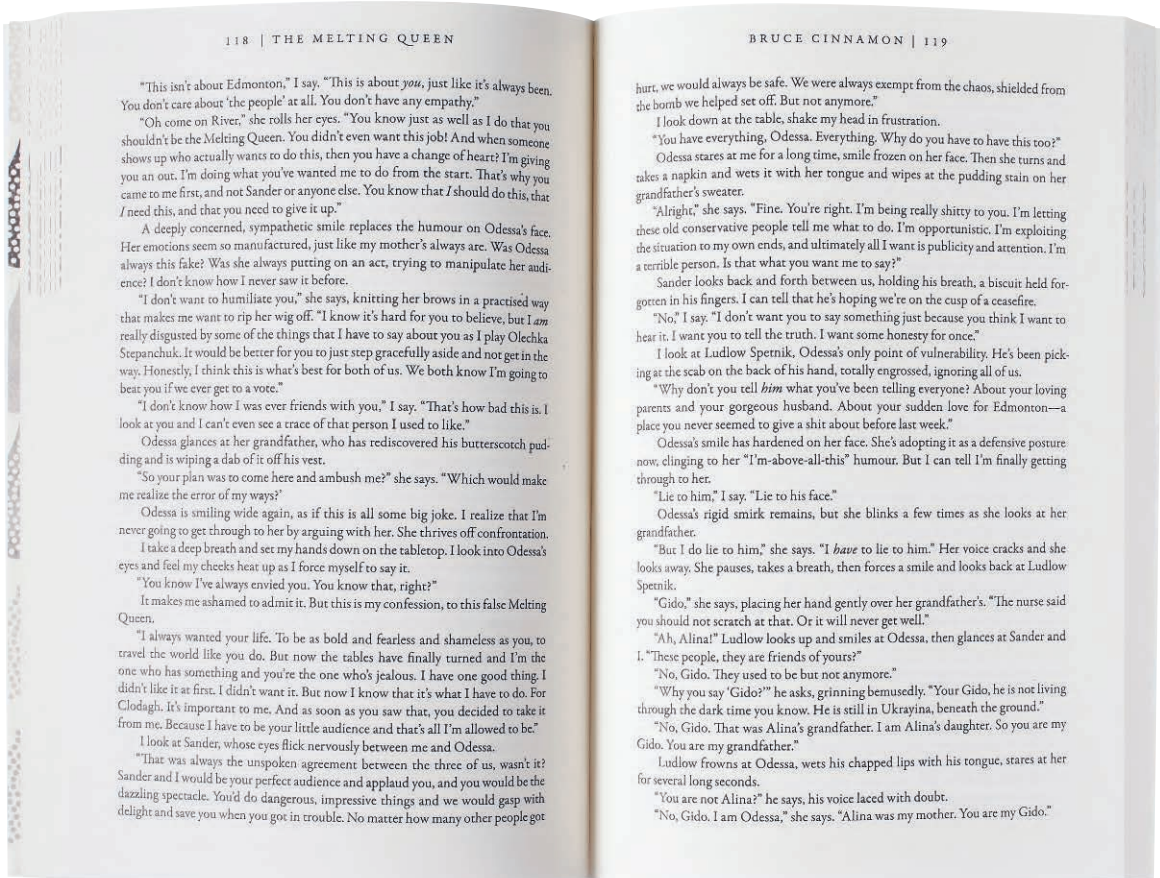 118 | THE MELTING QUEEN
"This isn't about Edmonton," I say. "This is about you, just like it's always been.
You don't care about 'the people' at all. You don't have any empathy."
"Oh come on River," she rolls her eyes. "You know just as well as I do that you
shouldn't be the Melting Queen. You didn't even want this job! And when someone
shows up who actually wants to do this, then you have a change of heart? I'm giving
you an out. I'm doing what you've wanted me to do from the start. That's why you
came to me first, and not Sander or anyone else. You know that I should do this, that
I need this, and that you need to give it up."
A deeply concerned, sympathetic smile replaces the humour on Odessa's face.
Her emotions seem so manufactured, just like my mother's always are. Was Odessa
always this fake? Was she always putting on an act, trying to manipulate her audi-
ence? I don't know how I never saw it before.
"I don't want to humiliate you," she says, knitting her brows in a practised way
that makes me want to rip her wig off. "I know it's hard for you to believe, but I am
really disgusted by some of the things that I have to say about you as I play Olechka
Stepanchuk. It would be better for you to just step gracefully aside and not get in the
way. Honestly, I think this is what's best for both of us. We both know I'm going to
beat you if we ever get to a vote."
"I don't know how I was ever friends with you," I say. "That's how bad this is. I
look at you and I can't even see a trace of that person I used to like."
Odessa glances at her grandfather, who has rediscovered his butterscotch pud-
ding and is wiping a dab of it off his vest.
"So your plan was to come here and ambush me?" she says. "Which would make
me realize the error of my ways?'
Odessa is smiling wide again, as if this is all some big joke. I realize that I'm
never going to get through to her by arguing with her. She thrives off confrontation.
I take a deep breath and set my hands down on the tabletop. I look into Odessa's
eyes and feel my cheeks heat up as I force myself to say it.
"You know I've always envied you. You know that, right?"
It makes me ashamed to admit it. But this is my confession, to this false Melting
Queen.
"I always wanted your life. To be as bold and fearless and shameless as you, to
travel the world like you do. But now the tables have finally turned and I'm the
one who has something and you're the one who's jealous. I have one good thing. I
didn't like it at first. I didn't want it. But now I know that it's what I have to do. For
Clodagh. It's important to me. And as soon as you saw that, you decided to take it
from me. Because I have to be your little audience and that's all I'm allowed to be."
I look at Sander, whose eyes flick nervously between me and Odessa.
"That was always the unspoken agreement between the three of us, wasn't it?
Sander and I would be your perfect audience and applaud you, and you would be the
dazzling spectacle. You'd do dangerous, impressive things and we would gasp with
delight and save you when you got in trouble. No matter how many other people got
BRUCE CINNAMON | 119
hurt, we would always be safe. We were always exempt from the chaos, shielded from
the bomb we helped set off. But not anymore."
I look down at the table, shake my head in frustration.
"You have everything, Odessa. Everything. Why do you have to have this too?"
Odessa stares at me for a long time, smile frozen on her face. Then she turns and
takes a napkin and wets it with her tongue and wipes at the pudding stain on her
grandfather's sweater.
"Alright," she says. "Fine. You're right. I'm being really shitty to you. I'm letting
these old conservative people tell me what to do. I'm opportunistic. I'm exploiting
the situation to my own ends, and ultimately all I want is publicity and attention. I'm
a terrible person. Is that what you want me to say?"
Sander looks back and forth between us, holding his breath, a biscuit held for-
gotten in his fingers. I can tell that he's hoping we're on the cusp of a ceasefire.
"No," I say. "I don't want you to say something just because you think I want to
hear it. I want you to tell the truth. I want some honesty for once."
I look at Ludlow Spetnik, Odessa's only point of vulnerability. He's been pick-
ing at the scab on the back of his hand, totally engrossed, ignoring all of us.
"Why don't you tell him what you've been telling everyone? About your loving
parents and your gorgeous husband. About your sudden love for Edmonton—a
place you never seemed to give a shit about before last week."
Odessa's smile has hardened on her face. She's adopting it as a defensive posture
now, clinging to her "I'm-above-all-this" humour. But I can tell I'm finally getting
through to her.
"Lie to him," I say. "Lie to his face."
Odessa's rigid smirk remains, but she blinks a few times as she looks at her
grandfather.
"But I do lie to him," she says. "I have to lie to him." Her voice cracks and she
looks away. She pauses, takes a breath, then forces a smile and looks back at Ludlow
Spetnik.
"Gido," she says, placing her hand gently over her grandfather's. "The nurse said
you should not scratch at that. Or it will never get well."
"Ah, Alina!" Ludlow looks up and smiles at Odessa, then glances at Sander and
I. "These people, they are friends of yours?"
"No, Gido. They used to be but not anymore."
"Why you say 'Gido?'" he asks, grinning bemusedly. "Your Gido, he is not living
through the dark time you know. He is still in Ukrayina, beneath the ground."
"No, Gido. That was Alina's grandfather. I am Alina's daughter. So you are my
Gido. You are my grandfather."
Ludlow frowns at Odessa, wets his chapped lips with his tongue, stares at her
for several long seconds.
"You are not Alina?" he says, his voice laced with doubt.
"No, Gido. I am Odessa," she says. "Alina was my mother. You are my Gido."